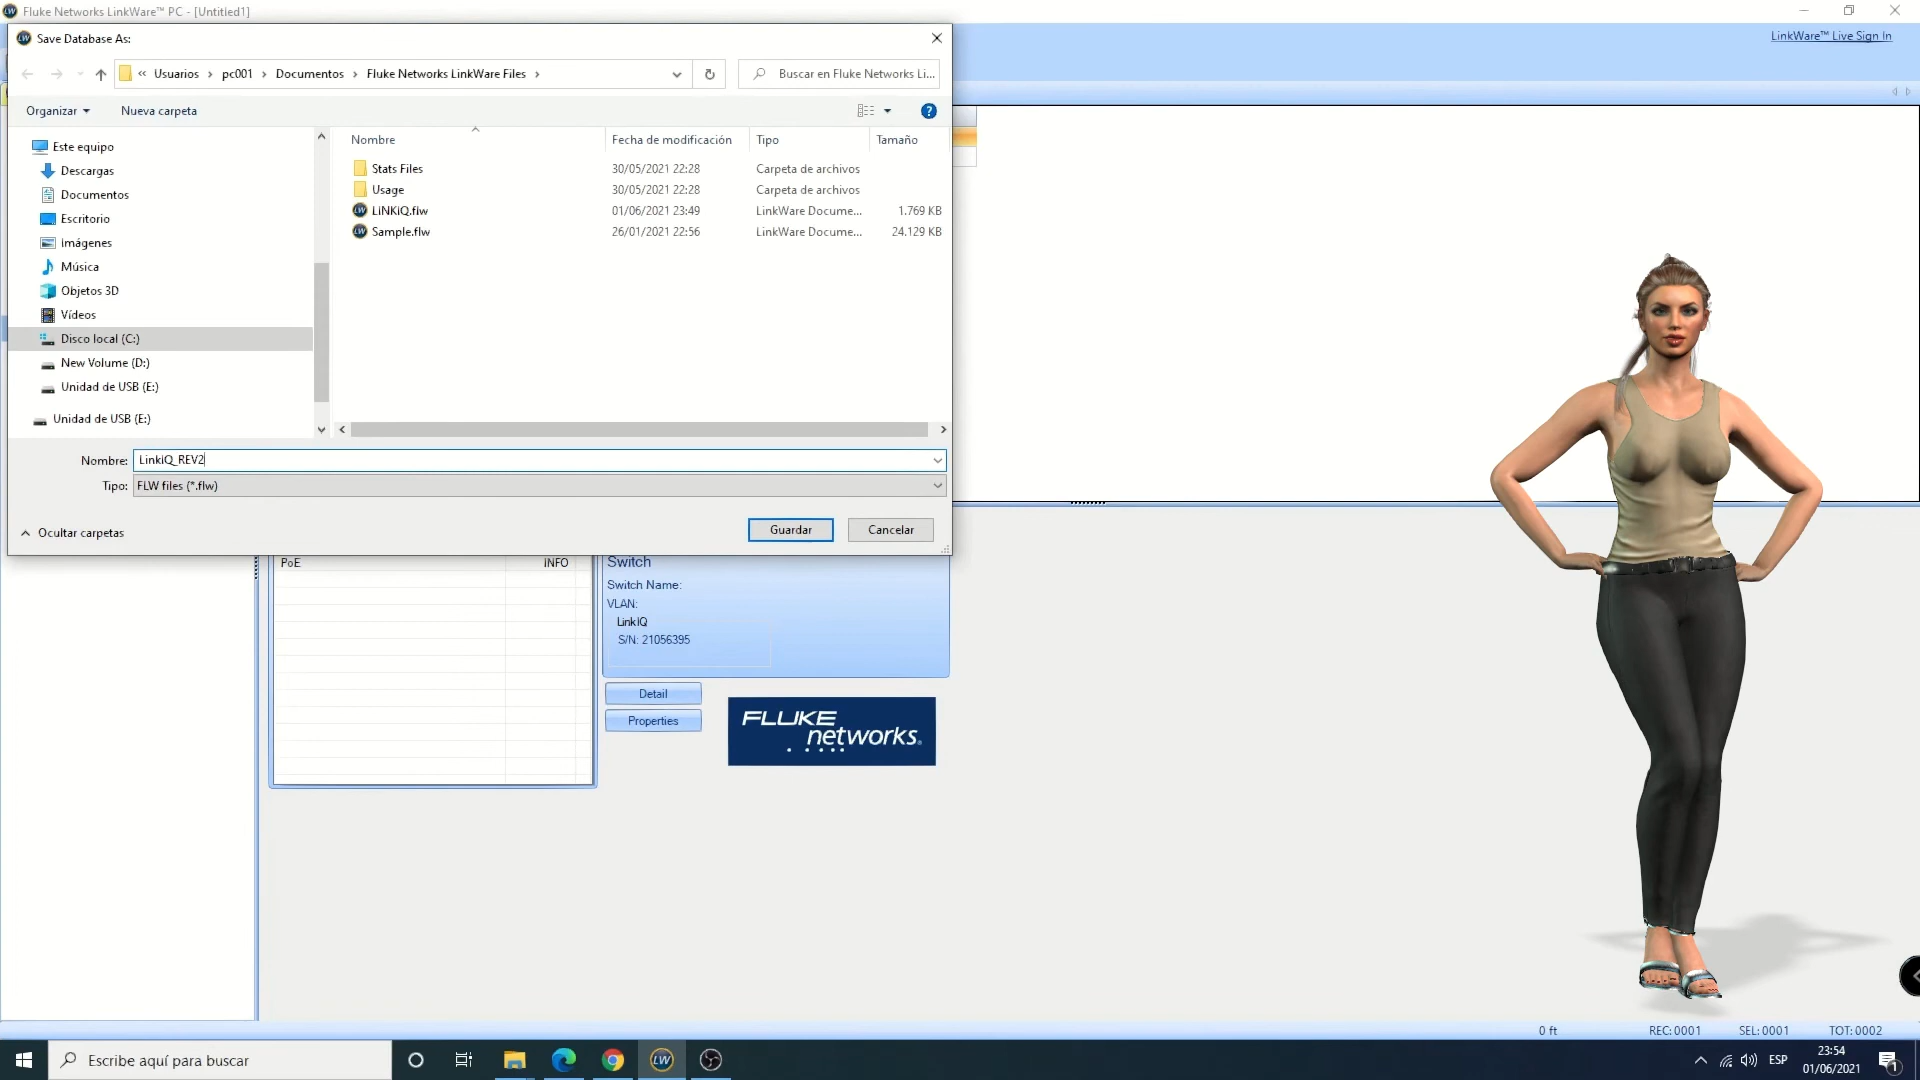 Fluke Networks LinkWare™ PC - [Untitled1]
LinkWare™ Live Sign In
Save Database As:
« Usuarios › pc001 › Documentos › Fluke Networks LinkWare Files ›
Buscar en Fluke Networks Li...
Organizar
Nueva carpeta
Este equipo
Descargas
Documentos
Escritorio
Imágenes
Música
Objetos 3D
Vídeos
Disco local (C:)
New Volume (D:)
Unidad de USB (E:)
Unidad de USB (E:)
Nombre Fecha de modificación Tipo Tamaño
Stats Files 30/05/2021 22:28 Carpeta de archivos
Usage 30/05/2021 22:28 Carpeta de archivos
LiNKiQ.flw 01/06/2021 23:49 LinkWare Docume... 1.769 KB
Sample.flw 26/01/2021 22:56 LinkWare Docume... 24.129 KB
Nombre: LinkIQ_REV2
Tipo: FLW files (*.flw)
Ocultar carpetas
Guardar
Cancelar
PoE INFO
Switch
Switch Name:
VLAN:
LinkIQ
S/N: 21056395
Detail
Properties
FLUKE
networks.
0 ft REC: 0001 SEL: 0001 TOT: 0002
Escribe aquí para buscar
LW
ESP
23:54
01/06/2021
1